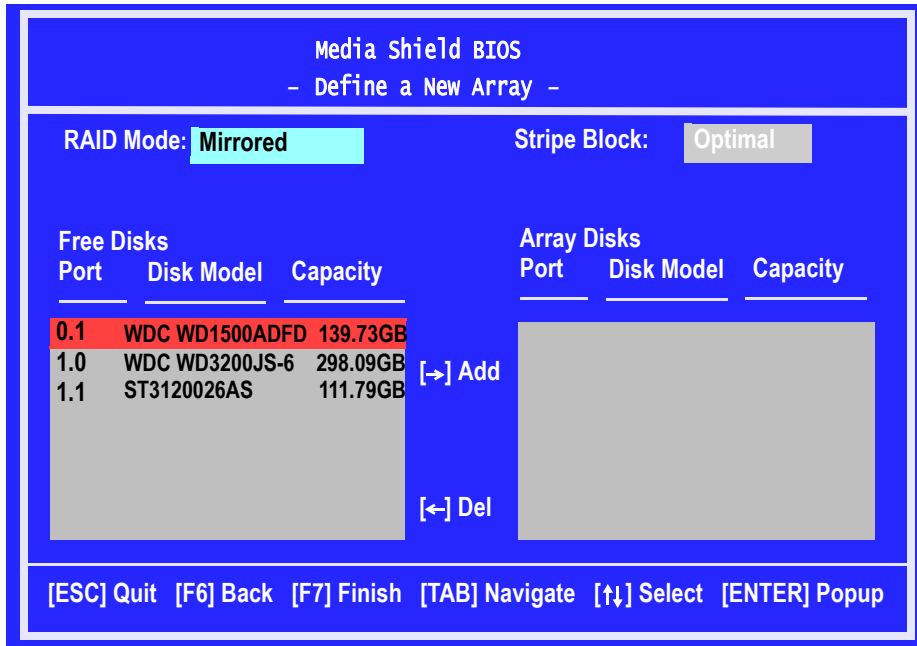 Media Shield BIOS
- Define a New Array -
RAID Mode: Mirrored Stripe Block: Optimal
Free Disks Array Disks
Port Disk Model Capacity Port Disk Model Capacity
0.1 WDC WD1500ADFD 139.73GB
1.0 WDC WD3200JS-6 298.09GB
[→] Add
1.1 ST3120026AS 111.79GB
[←] Del
[ESC] Quit [F6] Back [F7] Finish [TAB] Navigate [↑↓] Select [ENTER] Popup